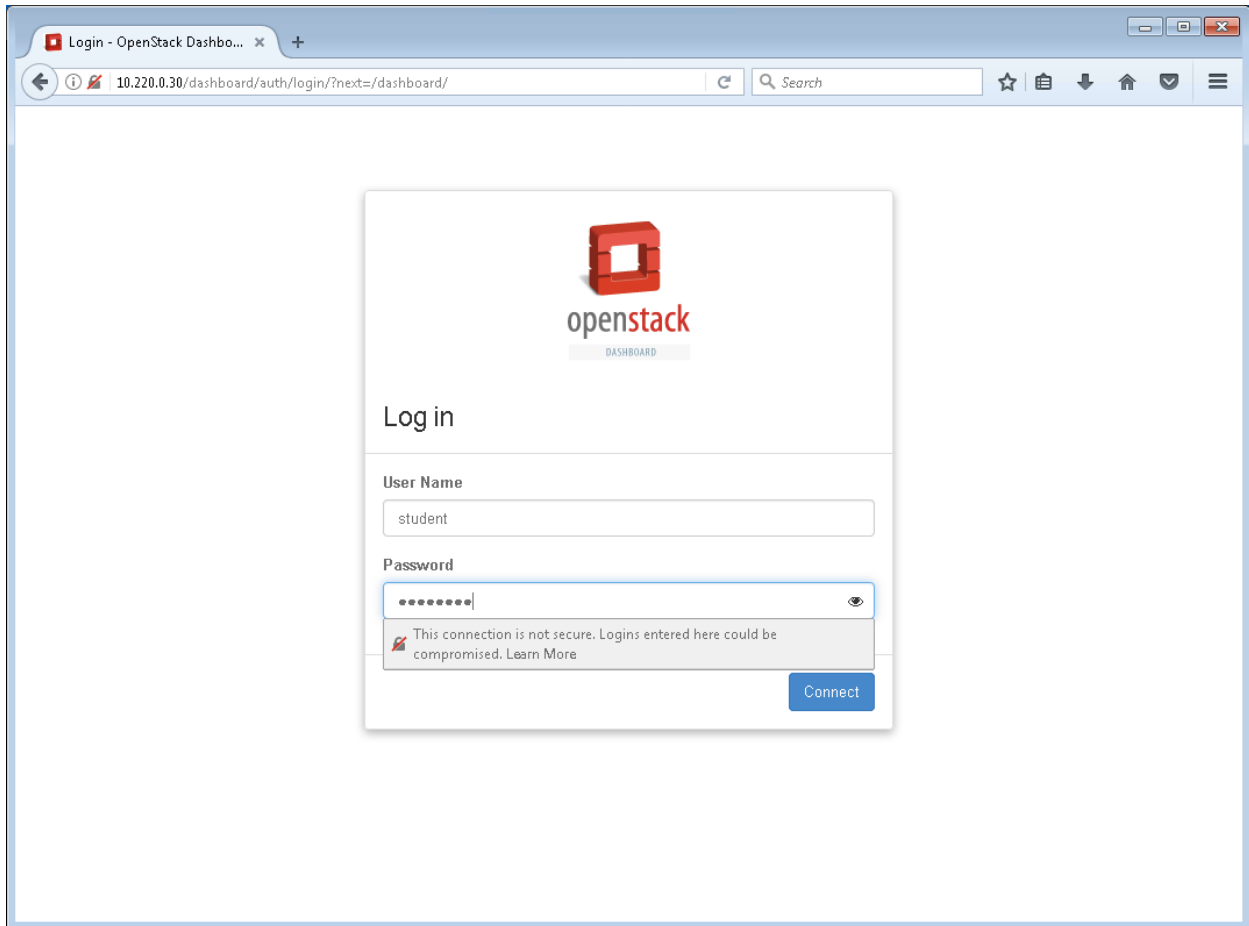 Login - OpenStack Dashbo...
10.220.0.30/dashboard/auth/login/?next=/dashboard/
Search
openstack
DASHBOARD
Log in
User Name
student
Password
••••••••
This connection is not secure. Logins entered here could be
compromised. Learn More
Connect